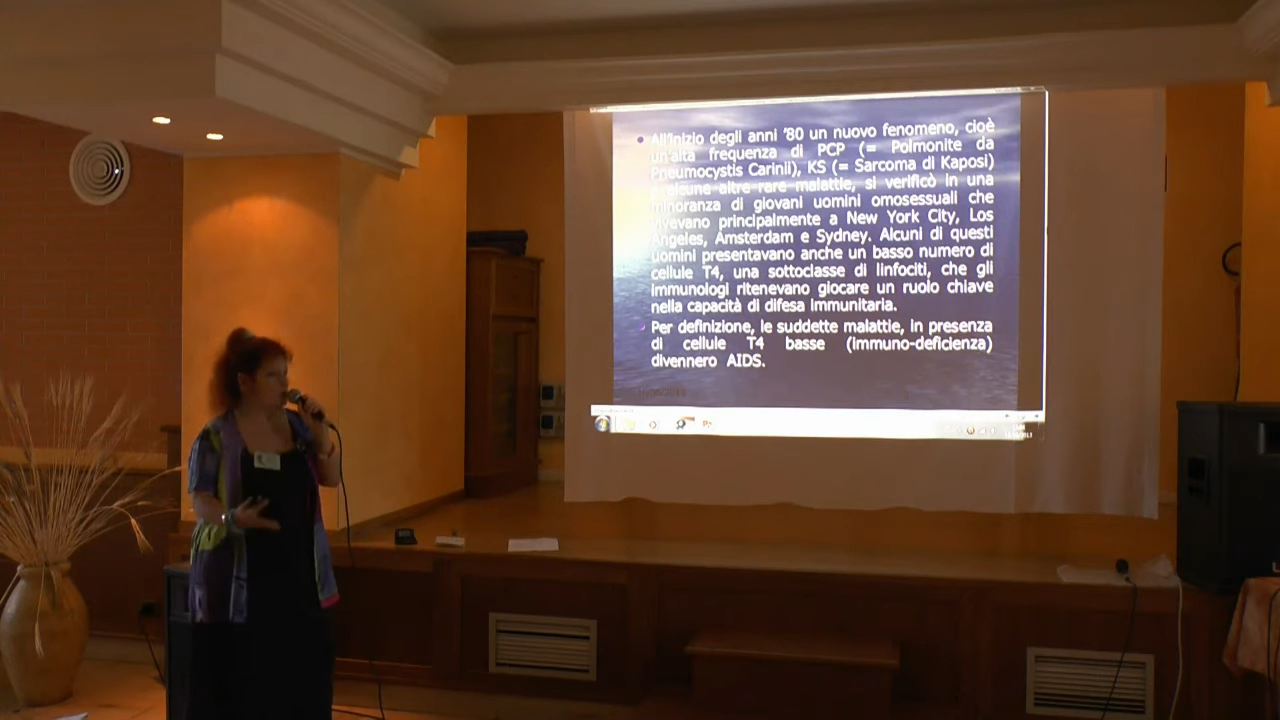 All'inizio degli anni '80 un nuovo fenomeno, cioè
un'alta frequenza di PCP (= Polmonite da
Pneumocystis Carinii), KS (= Sarcoma di Kaposi)
e alcune altre rare malattie, si verificò in una
minoranza di giovani uomini omosessuali che
vivevano principalmente a New York City, Los
Angeles, Amsterdam e Sydney. Alcuni di questi
uomini presentavano anche un basso numero di
cellule T4, una sottoclasse di linfociti, che gli
immunologi ritenevano giocare un ruolo chiave
nella capacità di difesa immunitaria.
Per definizione, le suddette malattie, in presenza
di cellule T4 basse (immuno-deficienza)
divennero AIDS.